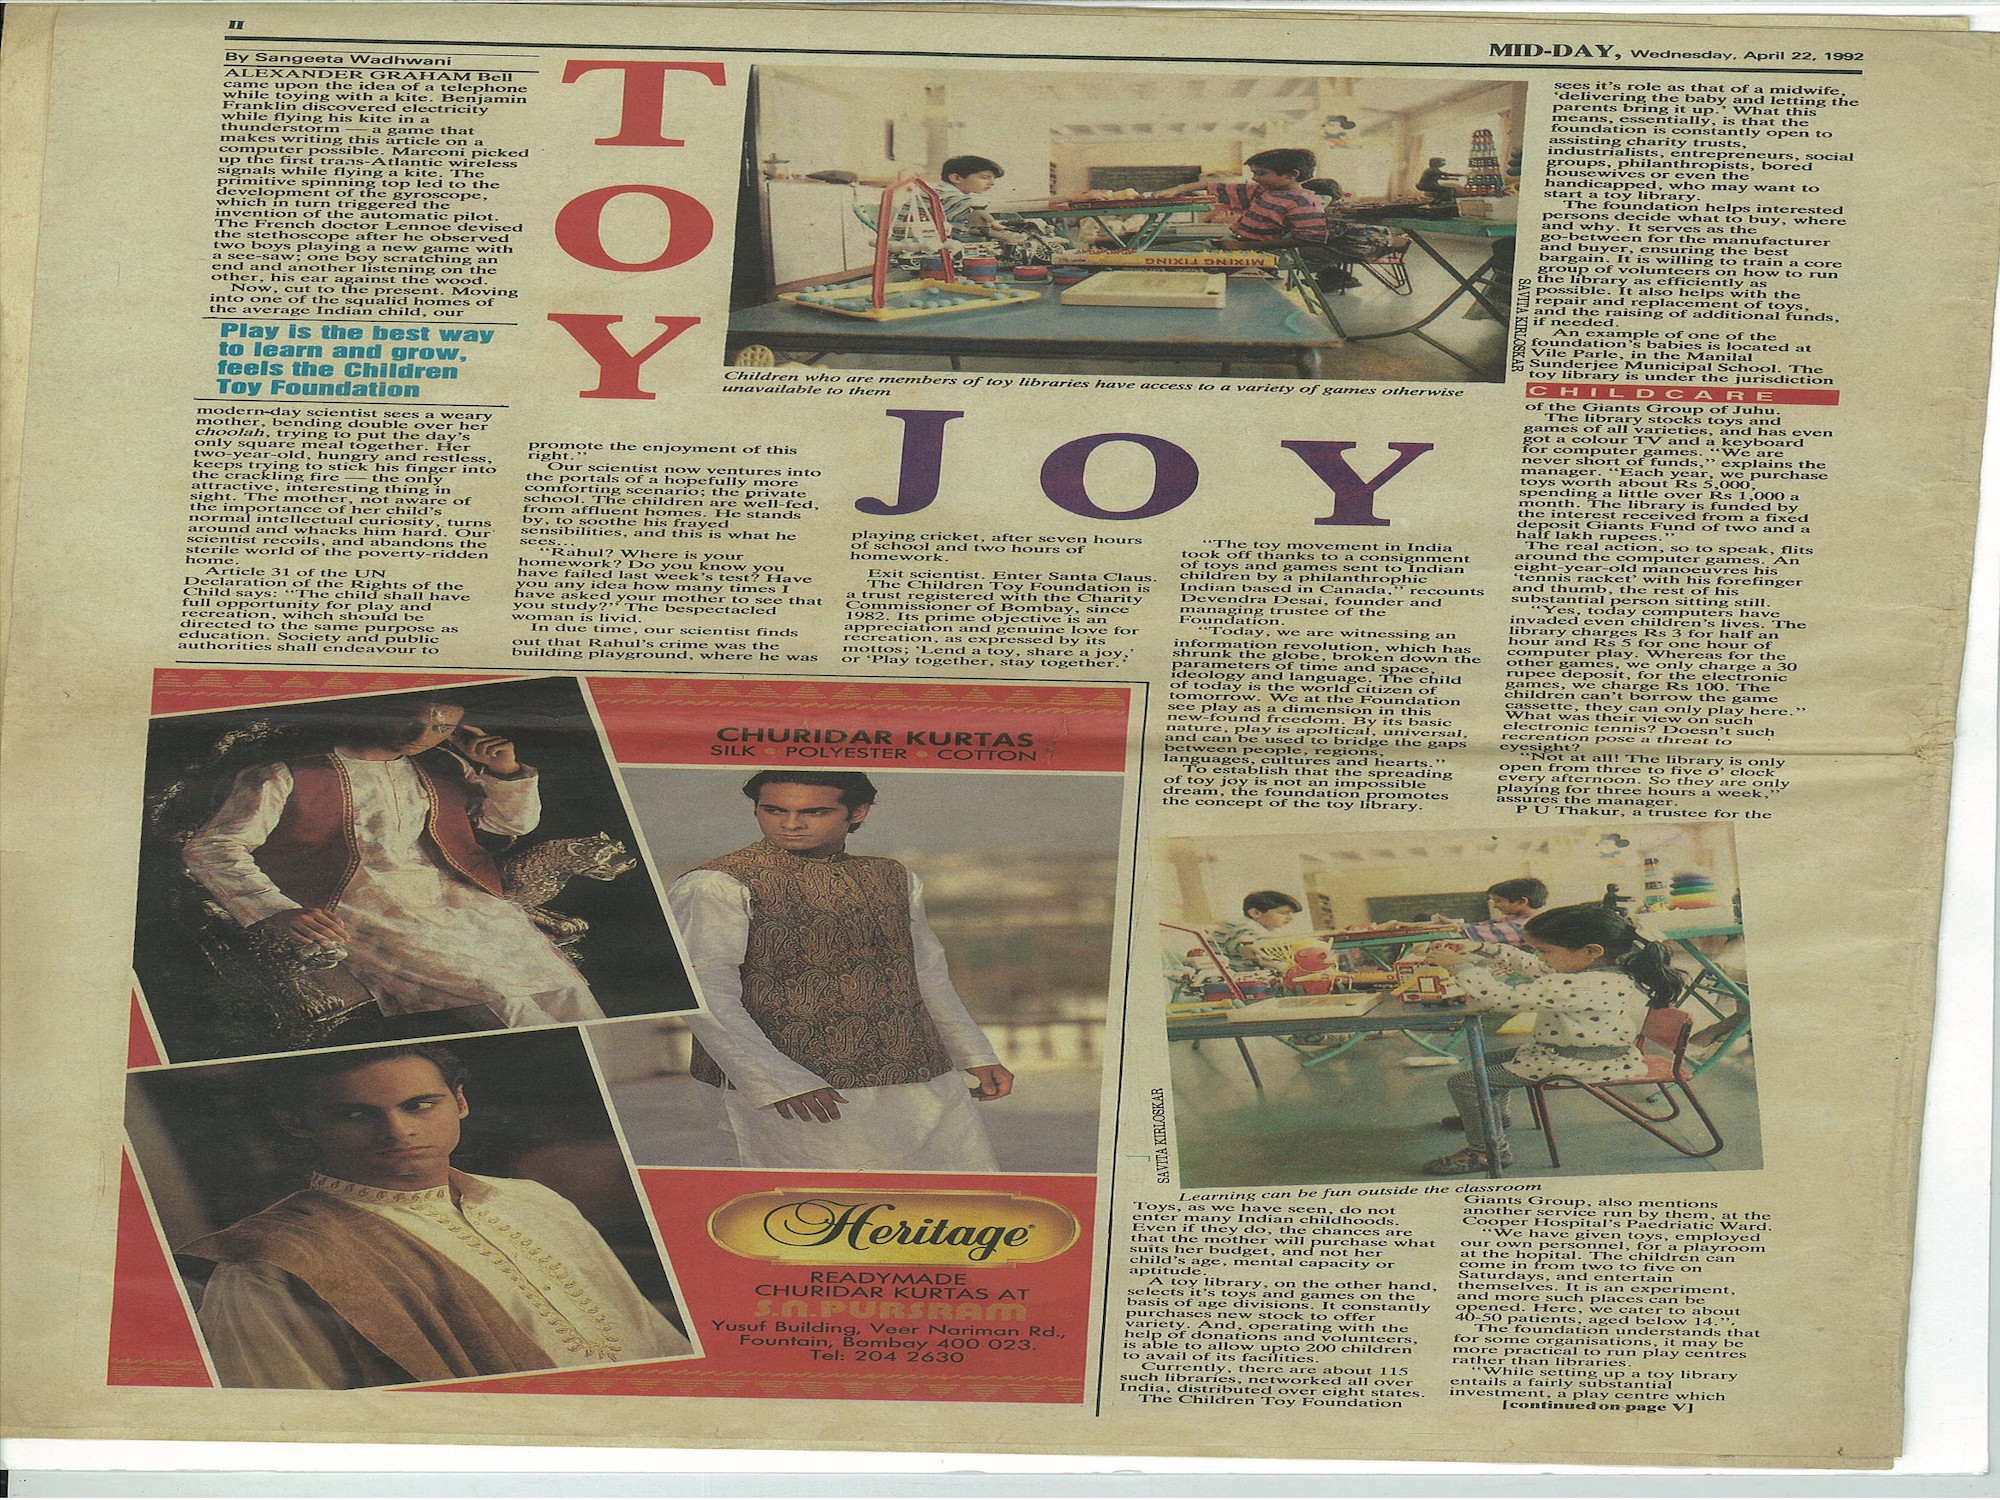 II
MID-DAY, Wednesday, April 22, 1992
By Sangeeta Wadhwani
TOY
JOY
ALEXANDER GRAHAM Bell
came upon the idea of a telephone
while toying with a kite. Benjamin
Franklin discovered electricity
while flying his kite in a
thunderstorm — a game that
makes writing this article on a
computer possible. Marconi picked
up the first trans-Atlantic wireless
signals while flying a kite. The
primitive spinning top led to the
development of the gyroscope,
which in turn triggered the
invention of the automatic pilot.
The French doctor Lennoe devised
the stethoscope after he observed
two boys playing a new game with
a see-saw; one boy scratching an
end and another listening on the
other, his ear against the wood.
Now, cut to the present. Moving
into one of the squalid homes of
the average Indian child, our
Play is the best way
to learn and grow,
feels the Children
Toy Foundation
modern-day scientist sees a weary
mother, bending double over her
choolah, trying to put the day's
only square meal together. Her
two-year-old, hungry and restless,
keeps trying to stick his finger into
the crackling fire — the only
attractive, interesting thing in
sight. The mother, not aware of
the importance of her child's
normal intellectual curiosity, turns
around and whacks him hard. Our
scientist recoils, and abandons the
sterile world of the poverty-ridden
home.
Article 31 of the UN
Declaration of the Rights of the
Child says: "The child shall have
full opportunity for play and
recreation, wihch should be
directed to the same purpose as
education. Society and public
authorities shall endeavour to
promote the enjoyment of this
right."
Our scientist now ventures into
the portals of a hopefully more
comforting scenario; the private
school. The children are well-fed,
from affluent homes. He stands
by, to soothe his frayed
sensibilities, and this is what he
sees...
"Rahul? Where is your
homework? Do you know you
have failed last week's test? Have
you any idea how many times I
have asked your mother to see that
you study?" The bespectacled
woman is livid.
In due time, our scientist finds
out that Rahul's crime was the
building playground, where he was
playing cricket, after seven hours
of school and two hours of
homework.
Exit scientist. Enter Santa Claus.
The Children Toy Foundation is
a trust registered with the Charity
Commissioner of Bombay, since
1982. Its prime objective is an
appreciation and genuine love for
recreation, as expressed by its
mottos; 'Lend a toy, share a joy,'
or 'Play together, stay together.'
"The toy movement in India
took off thanks to a consignment
of toys and games sent to Indian
children by a philanthropic
Indian based in Canada," recounts
Devendra Desai, founder and
managing trustee of the
Foundation.
"Today, we are witnessing an
information revolution, which has
shrunk the globe, broken down the
parameters of time and space,
ideology and language. The child
of today is the world citizen of
tomorrow. We at the Foundation
see play as a dimension in this
new-found freedom. By its basic
nature, play is apoltical, universal,
and can be used to bridge the gaps
between people, regions,
languages, cultures and hearts."
To establish that the spreading
of toy joy is not an impossible
dream, the foundation promotes
the concept of the toy library.
MIXING FIXING
SAVITA KIRLOSKAR
Children who are members of toy libraries have access to a variety of games otherwise
unavailable to them
SAVITA KIRLOSKAR
Learning can be fun outside the classroom
Toys, as we have seen, do not
enter many Indian childhoods.
Even if they do, the chances are
that the mother will purchase what
suits her budget, and not her
child's age, mental capacity or
aptitude.
A toy library, on the other hand,
selects it's toys and games on the
basis of age divisions. It constantly
purchases new stock to offer
variety. And, operating with the
help of donations and volunteers,
is able to allow upto 200 children
to avail of its facilities.
Currently, there are about 115
such libraries, networked all over
India, distributed over eight states.
The Children Toy Foundation
sees it's role as that of a midwife,
'delivering the baby and letting the
parents bring it up.' What this
means, essentially, is that the
foundation is constantly open to
assisting charity trusts,
industrialists, entrepreneurs, social
groups, philanthropists, bored
housewives or even the
handicapped, who may want to
start a toy library.
The foundation helps interested
persons decide what to buy, where
and why. It serves as the
go-between for the manufacturer
and buyer, ensuring the best
bargain. It is willing to train a core
group of volunteers on how to run
the library as efficiently as
possible. It also helps with the
repair and replacement of toys,
and the raising of additional funds,
if needed.
An example of one of the
foundation's babies is located at
Vile Parle, in the Manilal
Sunderjee Municipal School. The
toy library is under the jurisdiction
CHILDCARE
of the Giants Group of Juhu.
The library stocks toys and
games of all varieties, and has even
got a colour TV and a keyboard
for computer games. "We are
never short of funds," explains the
manager. "Each year, we purchase
toys worth about Rs 5,000,
spending a little over Rs 1,000 a
month. The library is funded by
the interest received from a fixed
deposit Giants Fund of two and a
half lakh rupees."
The real action, so to speak, flits
around the computer games. An
eight-year-old manoeuvres his
'tennis racket' with his forefinger
and thumb, the rest of his
substantial person sitting still.
"Yes, today computers have
invaded even children's lives. The
library charges Rs 3 for half an
hour and Rs 5 for one hour of
computer play. Whereas for the
other games, we only charge a 30
rupee deposit, for the electronic
games, we charge Rs 100. The
children can't borrow the game
cassette, they can only play here."
What was their view on such
electronic tennis? Doesn't such
recreation pose a threat to
eyesight?
"Not at all! The library is only
open from three to five o' clock
every afternoon. So they are only
playing for three hours a week,"
assures the manager.
P U Thakur, a trustee for the
Giants Group, also mentions
another service run by them, at the
Cooper Hospital's Paedriatic Ward.
"We have given toys, employed
our own personnel, for a playroom
at the hopital. The children can
come in from two to five on
Saturdays, and entertain
themselves. It is an experiment,
and more such places can be
opened. Here, we cater to about
40-50 patients, aged below 14.".
The foundation understands that
for some organisations, it may be
more practical to run play centres
rather than libraries.
"While setting up a toy library
entails a fairly substantial
investment, a play centre which
[continued on page V]
CHURIDAR KURTAS
SILK • POLYESTER • COTTON
Heritage
READYMADE
CHURIDAR KURTAS AT
S.N. PURSRAM
Yusuf Building, Veer Nariman Rd.,
Fountain, Bombay 400 023.
Tel: 204 2630